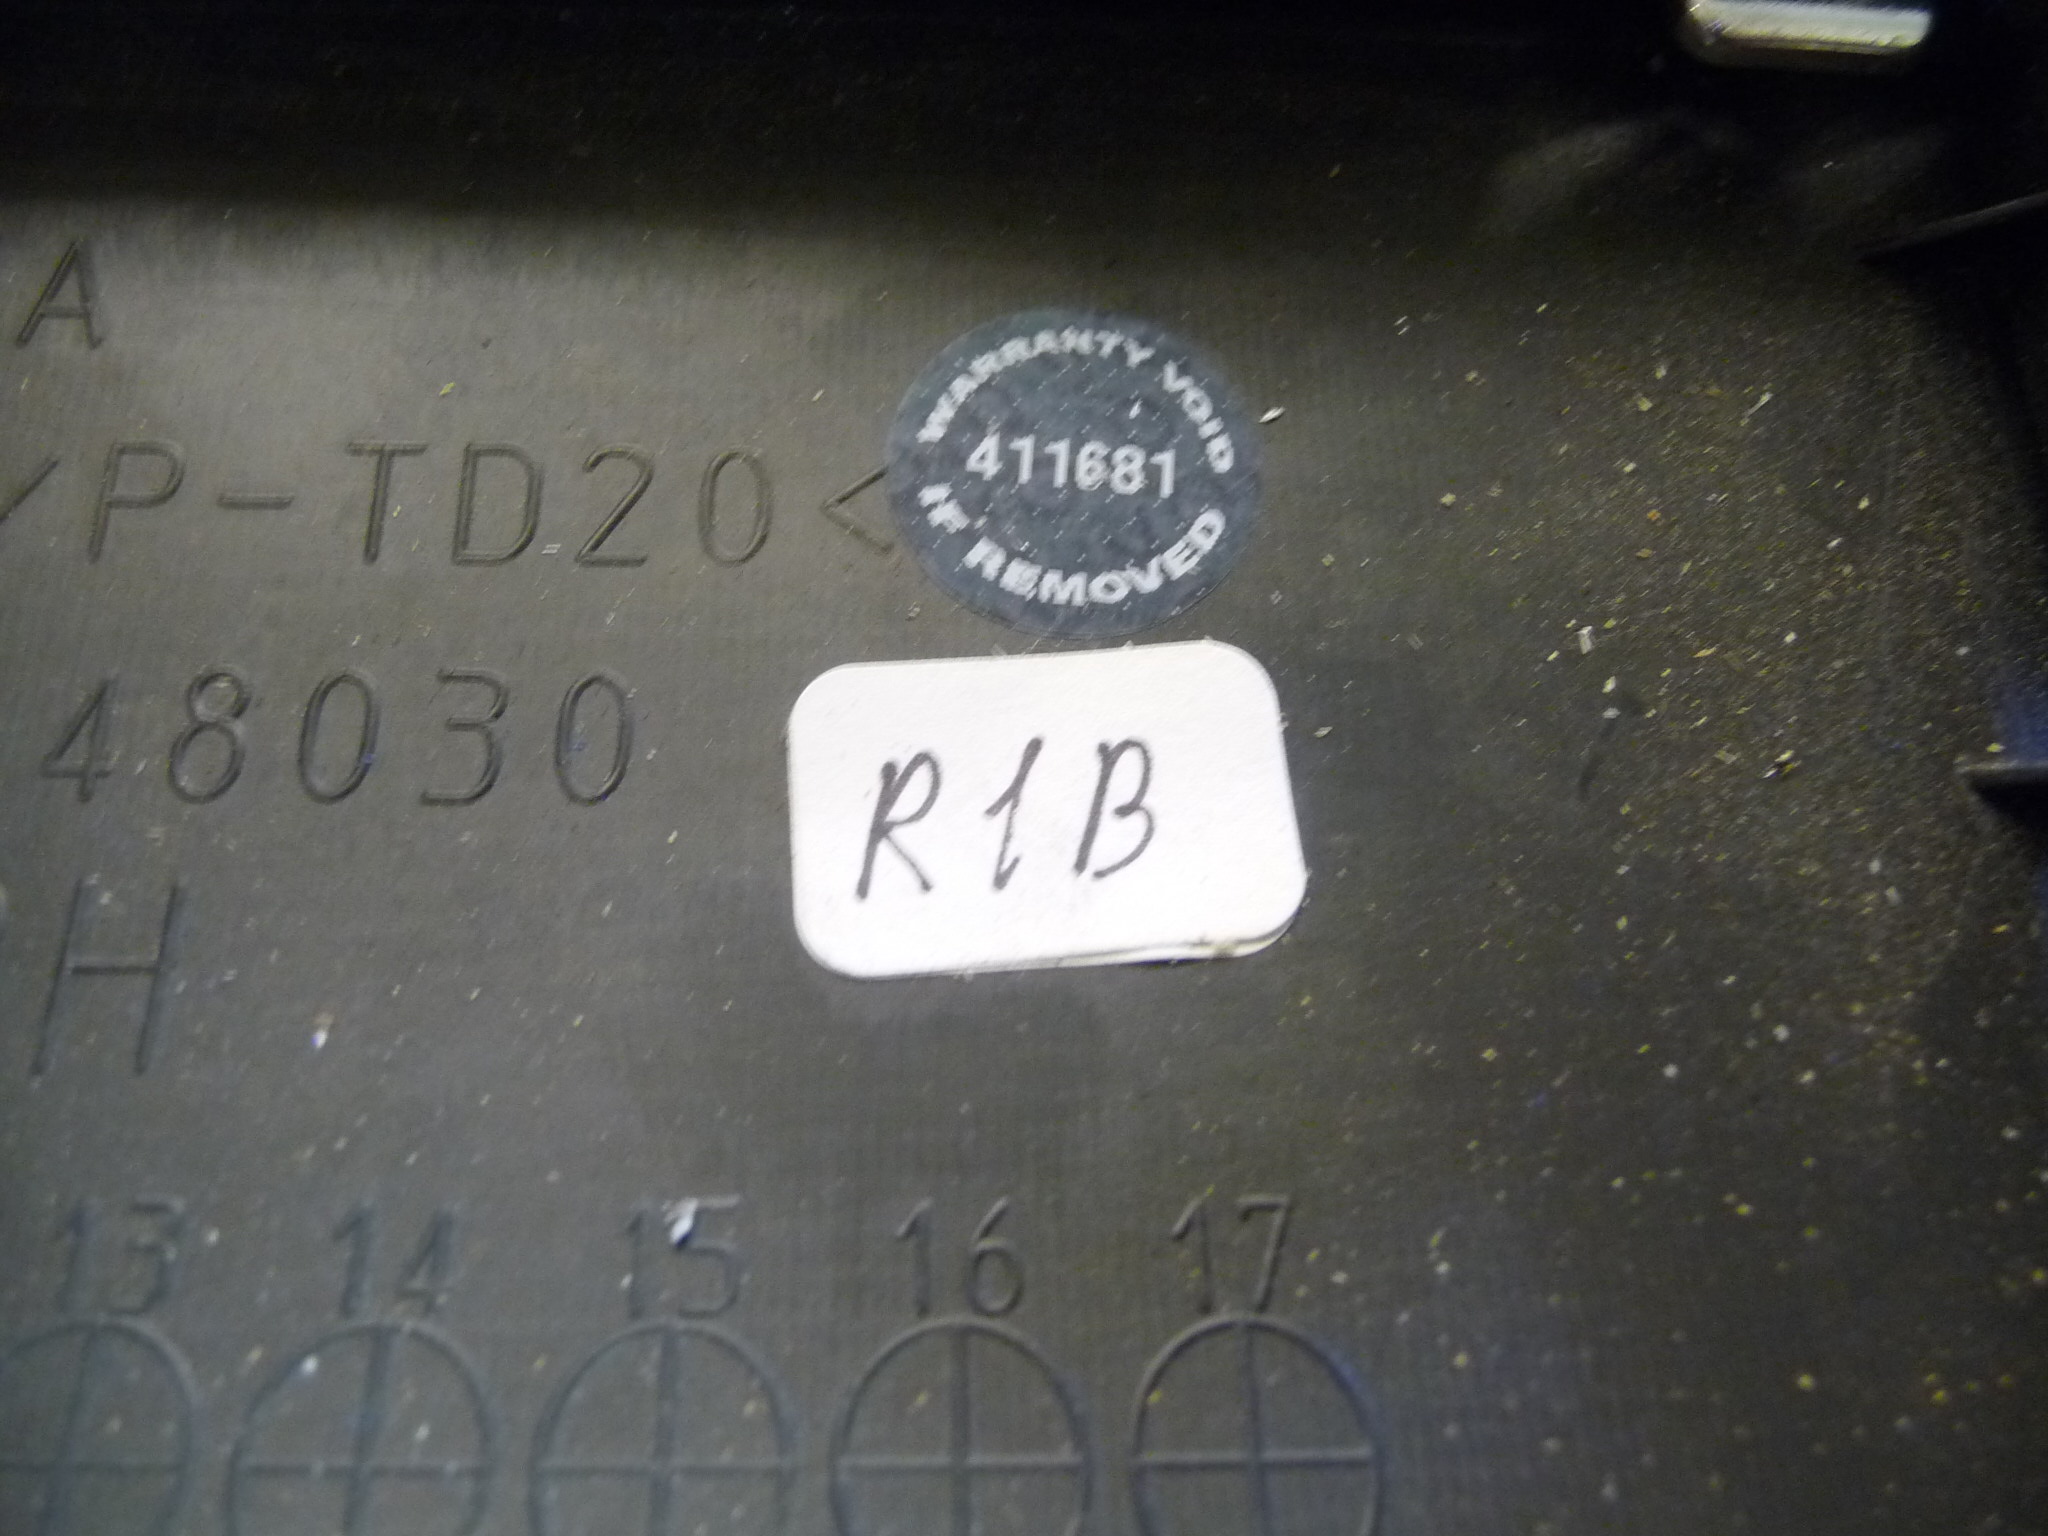 A
P-TD20<
WARRANTY VOID
411681
IF REMOVED
48030
R1B
H
13 14 15 16 17